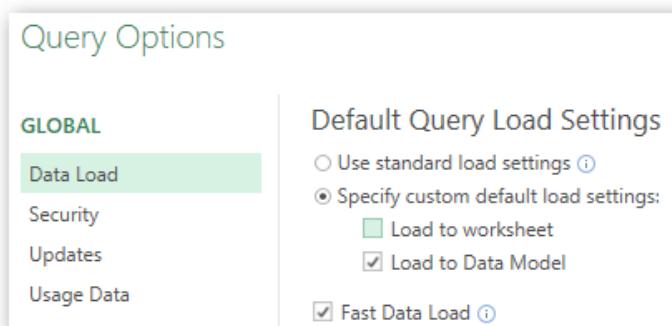 Query Options
GLOBAL
Data Load
Security
Updates
Usage Data
Default Query Load Settings
Use standard load settings
Specify custom default load settings:
Load to worksheet
Load to Data Model
Fast Data Load